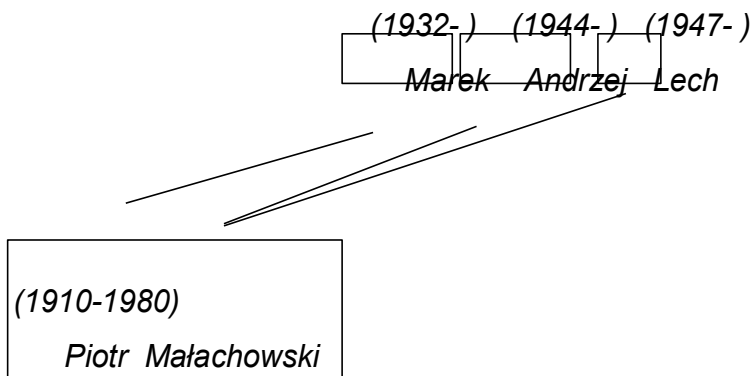 (1932- ) (1944- ) (1947- )
Marek Andrzej Lech
(1910-1980)
Piotr Małachowski